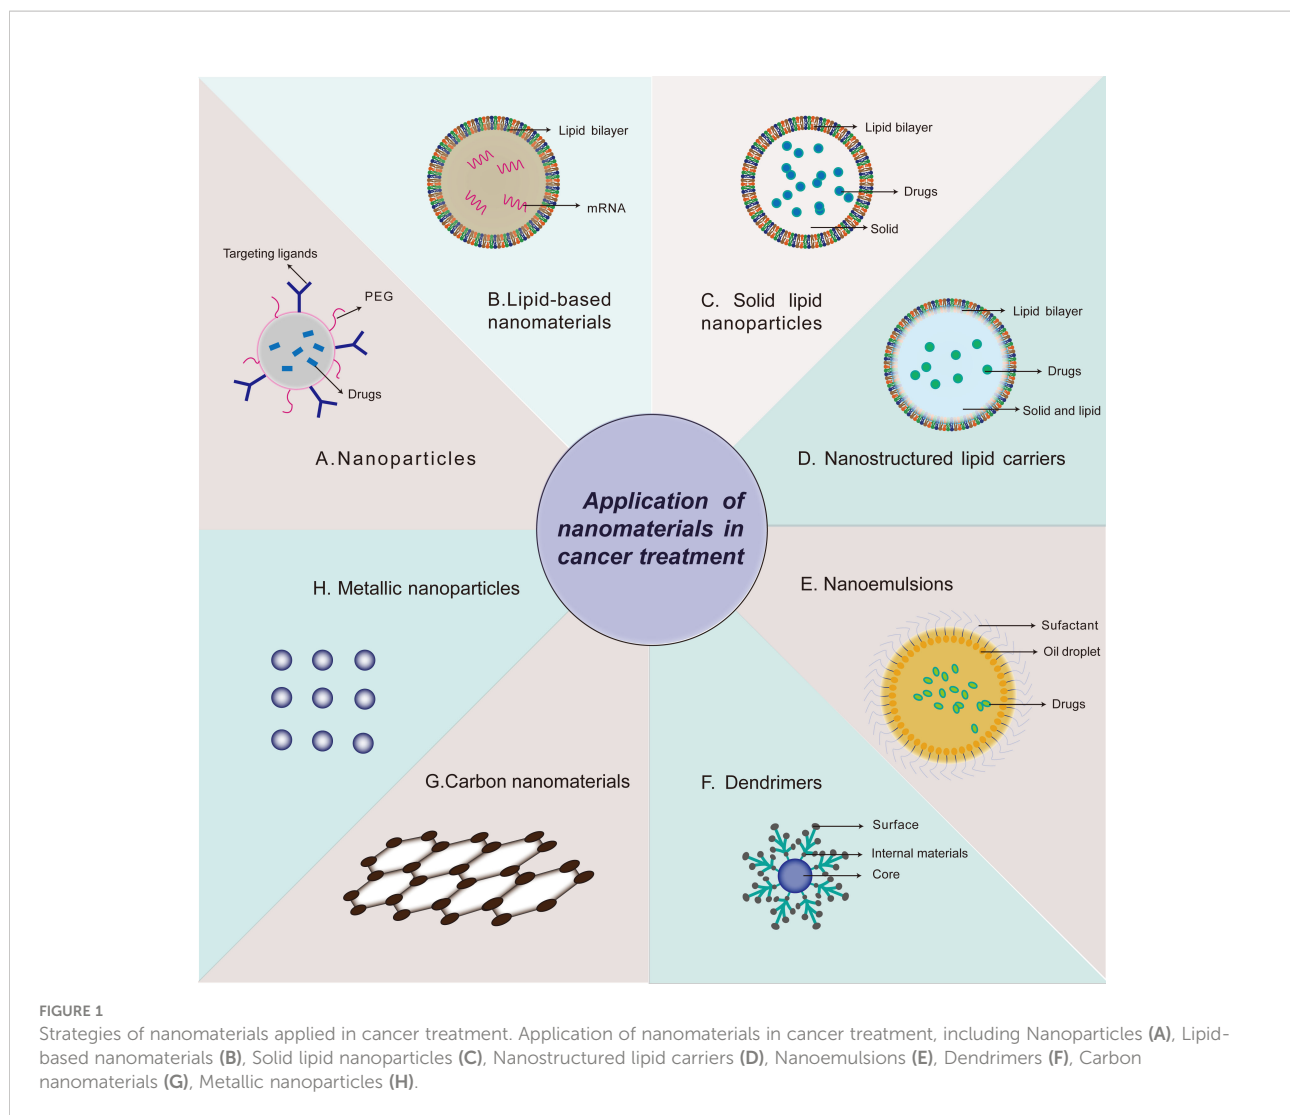 Targeting ligands
PEG
Drugs
A.Nanoparticles
Lipid bilayer
mRNA
B.Lipid-based
nanomaterials
Lipid bilayer
Drugs
Solid
C. Solid lipid
nanoparticles
Lipid bilayer
Drugs
Solid and lipid
D. Nanostructured lipid carriers
Application of
nanomaterials in
cancer treatment
H. Metallic nanoparticles
E. Nanoemulsions
Sufactant
Oil droplet
Drugs
G.Carbon nanomaterials
F. Dendrimers
Surface
Internal materials
Core
FIGURE 1
Strategies of nanomaterials applied in cancer treatment. Application of nanomaterials in cancer treatment, including Nanoparticles (A), Lipid-
based nanomaterials (B), Solid lipid nanoparticles (C), Nanostructured lipid carriers (D), Nanoemulsions (E), Dendrimers (F), Carbon
nanomaterials (G), Metallic nanoparticles (H).